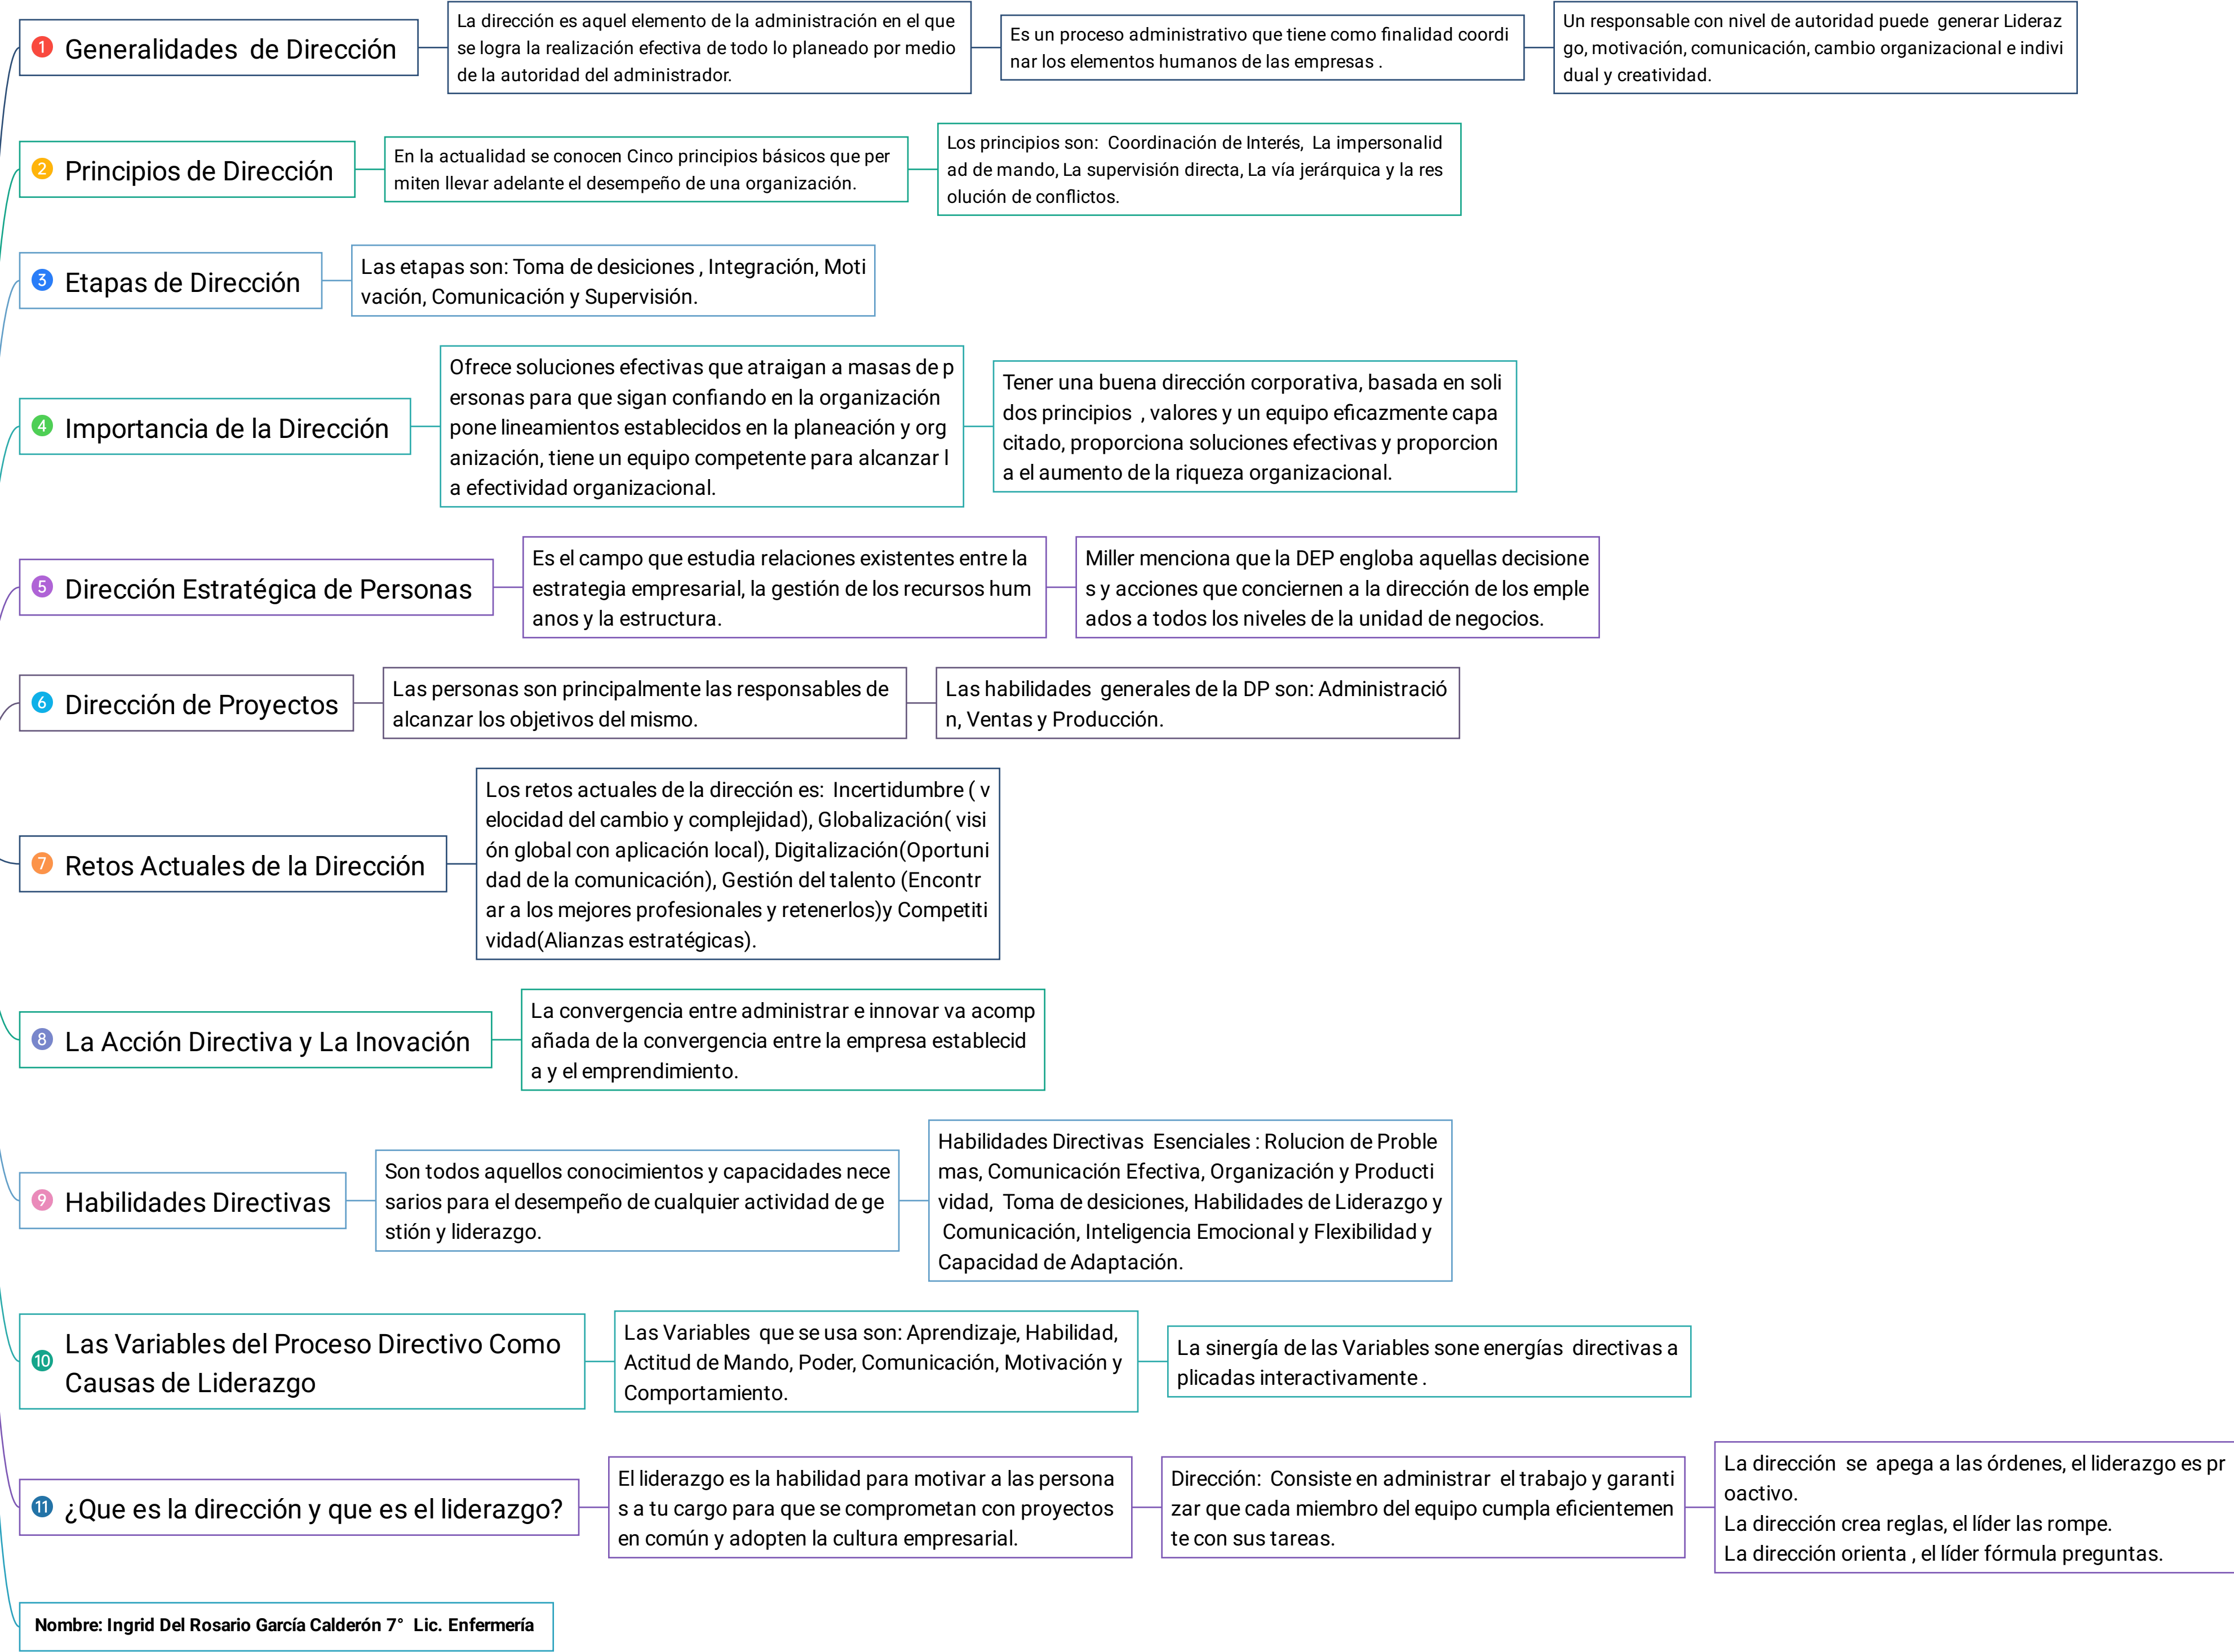 1 Generalidades  de Dirección
La dirección es aquel elemento de la administración en el que
se logra la realización efectiva de todo lo planeado por medio
de la autoridad del administrador.
Es un proceso administrativo que tiene como finalidad coordi
nar los elementos humanos de las empresas .
Un responsable con nivel de autoridad puede  generar Lideraz
go, motivación, comunicación, cambio organizacional e indivi
dual y creatividad.
2 Principios de Dirección
En la actualidad se conocen Cinco principios básicos que per
miten llevar adelante el desempeño de una organización.
Los principios son:  Coordinación de Interés,  La impersonalid
ad de mando, La supervisión directa, La vía jerárquica y la res
olución de conflictos.
3 Etapas de Dirección
Las etapas son: Toma de desiciones , Integración, Moti
vación, Comunicación y Supervisión.
4 Importancia de la Dirección
Ofrece soluciones efectivas que atraigan a masas de p
ersonas para que sigan confiando en la organización
pone lineamientos establecidos en la planeación y org
anización, tiene un equipo competente para alcanzar l
a efectividad organizacional.
Tener una buena dirección corporativa, basada en soli
dos principios  , valores y un equipo eficazmente capa
citado, proporciona soluciones efectivas y proporcion
a el aumento de la riqueza organizacional.
5 Dirección Estratégica de Personas
Es el campo que estudia relaciones existentes entre la
estrategia empresarial, la gestión de los recursos hum
anos y la estructura.
Miller menciona que la DEP engloba aquellas decisione
s y acciones que conciernen a la dirección de los emple
ados a todos los niveles de la unidad de negocios.
6 Dirección de Proyectos
Las personas son principalmente las responsables de
alcanzar los objetivos del mismo.
Las habilidades  generales de la DP son: Administració
n, Ventas y Producción.
7 Retos Actuales de la Dirección
Los retos actuales de la dirección es:  Incertidumbre ( v
elocidad del cambio y complejidad), Globalización( visi
ón global con aplicación local), Digitalización(Oportuni
dad de la comunicación), Gestión del talento (Encontr
ar a los mejores profesionales y retenerlos)y Competiti
vidad(Alianzas estratégicas).
8 La Acción Directiva y La Inovación
La convergencia entre administrar e innovar va acomp
añada de la convergencia entre la empresa establecid
a y el emprendimiento.
9 Habilidades Directivas
Son todos aquellos conocimientos y capacidades nece
sarios para el desempeño de cualquier actividad de ge
stión y liderazgo.
Habilidades Directivas  Esenciales : Rolucion de Proble
mas, Comunicación Efectiva, Organización y Producti
vidad,  Toma de desiciones, Habilidades de Liderazgo y
Comunicación, Inteligencia Emocional y Flexibilidad y
Capacidad de Adaptación.
10 Las Variables del Proceso Directivo Como
Causas de Liderazgo
Las Variables  que se usa son: Aprendizaje, Habilidad,
Actitud de Mando, Poder, Comunicación, Motivación y
Comportamiento.
La sinergía de las Variables sone energías  directivas a
plicadas interactivamente .
11 ¿Que es la dirección y que es el liderazgo?
El liderazgo es la habilidad para motivar a las persona
s a tu cargo para que se comprometan con proyectos
en común y adopten la cultura empresarial.
Dirección:  Consiste en administrar  el trabajo y garanti
zar que cada miembro del equipo cumpla eficientemen
te con sus tareas.
La dirección  se  apega a las órdenes, el liderazgo es pr
oactivo.
La dirección crea reglas, el líder las rompe.
La dirección orienta , el líder fórmula preguntas.
Nombre: Ingrid Del Rosario García Calderón 7°  Lic. Enfermería